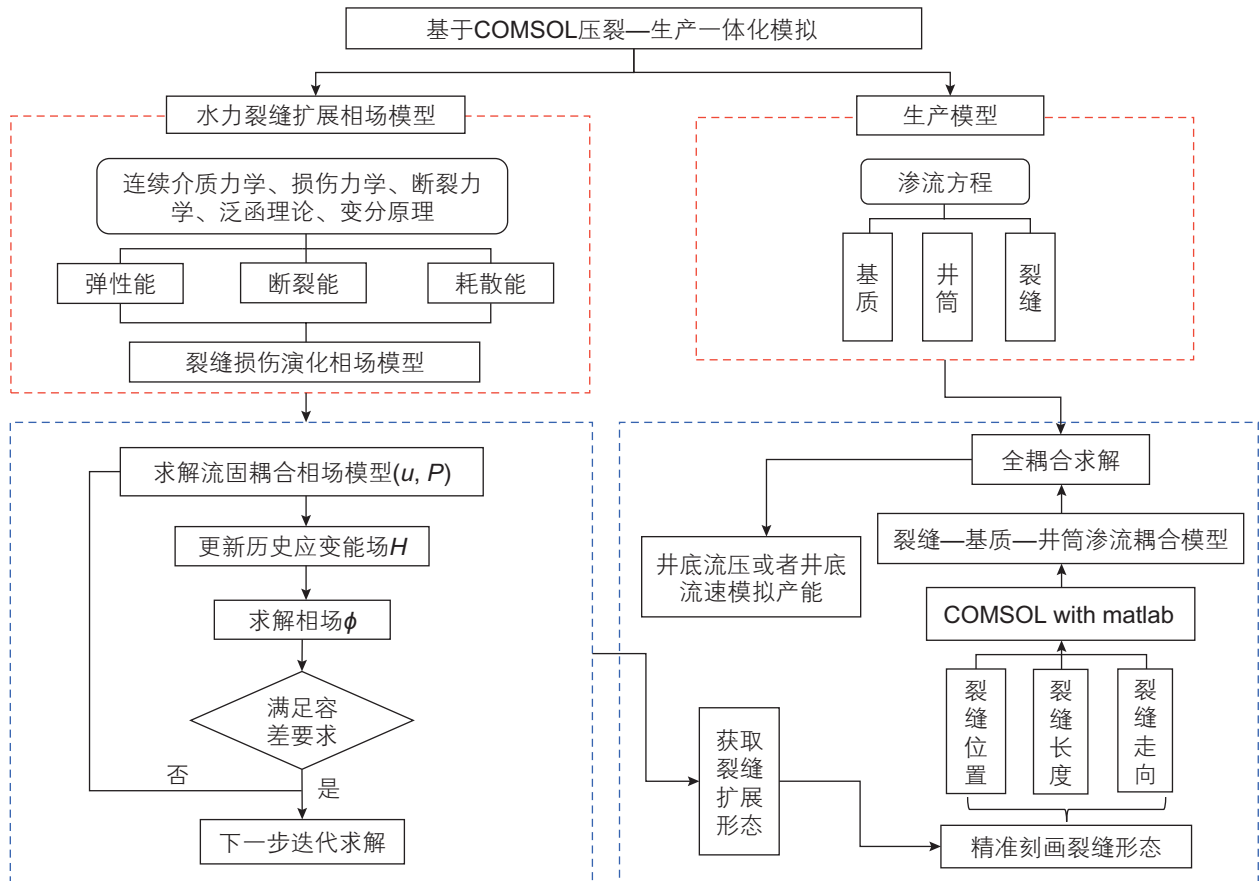 基于COMSOL压裂—生产一体化模拟
水力裂缝扩展相场模型
连续介质力学、损伤力学、断裂力
学、泛函理论、变分原理
弹性能
断裂能
耗散能
裂缝损伤演化相场模型
生产模型
渗流方程
基质
井筒
裂缝
求解流固耦合相场模型(u, P)
更新历史应变能场H
求解相场ϕ
满足容
差要求
否
是
下一步迭代求解
全耦合求解
裂缝—基质—井筒渗流耦合模型
井底流压或者井底
流速模拟产能
COMSOL with matlab
裂缝位置
裂缝长度
裂缝走向
获取
裂缝
扩展
形态
精准刻画裂缝形态